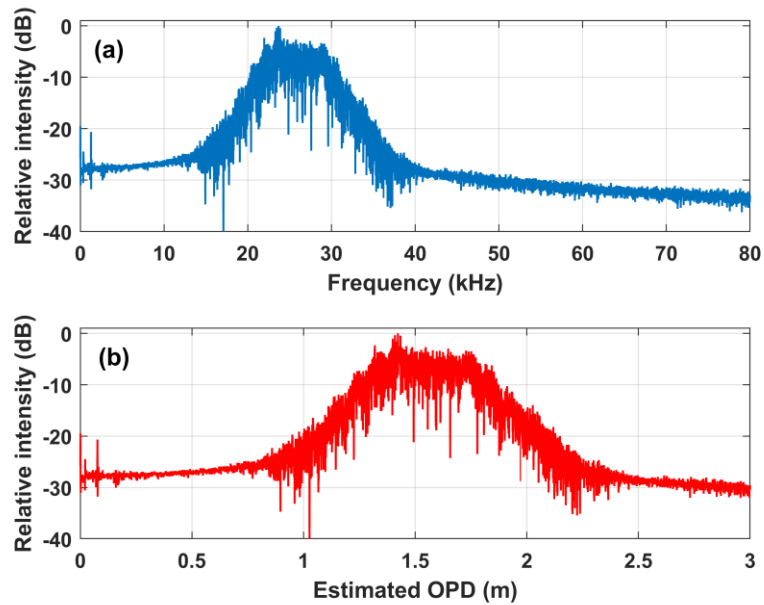 (a)
Relative intensity (dB)
0
-10
-20
-30
-40
0 10 20 30 40 50 60 70 80
Frequency (kHz)
(b)
Relative intensity (dB)
0
-10
-20
-30
-40
0 0.5 1 1.5 2 2.5 3
Estimated OPD (m)